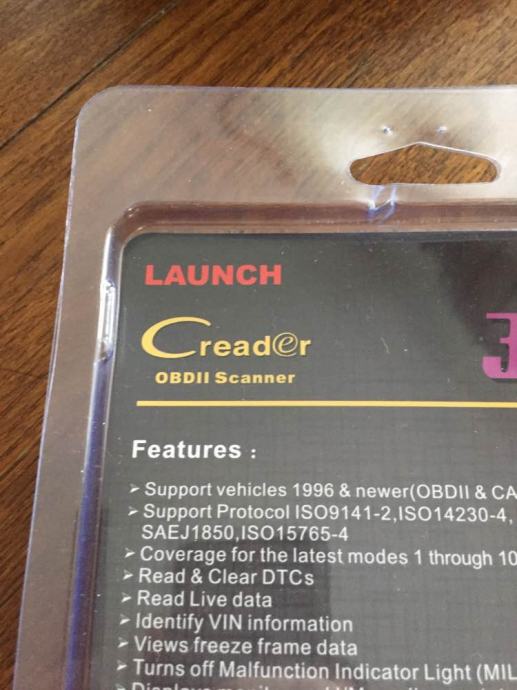 LAUNCH
Creader
3
OBDII Scanner
Features :
➢ Support vehicles 1996 & newer(OBDII & CA
➢ Support Protocol ISO9141-2,ISO14230-4,
SAEJ1850,ISO15765-4
➢ Coverage for the latest modes 1 through 10
➢ Read & Clear DTCs
➢ Read Live data
➢ Identify VIN information
➢ Views freeze frame data
➢ Turns off Malfunction Indicator Light (MIL